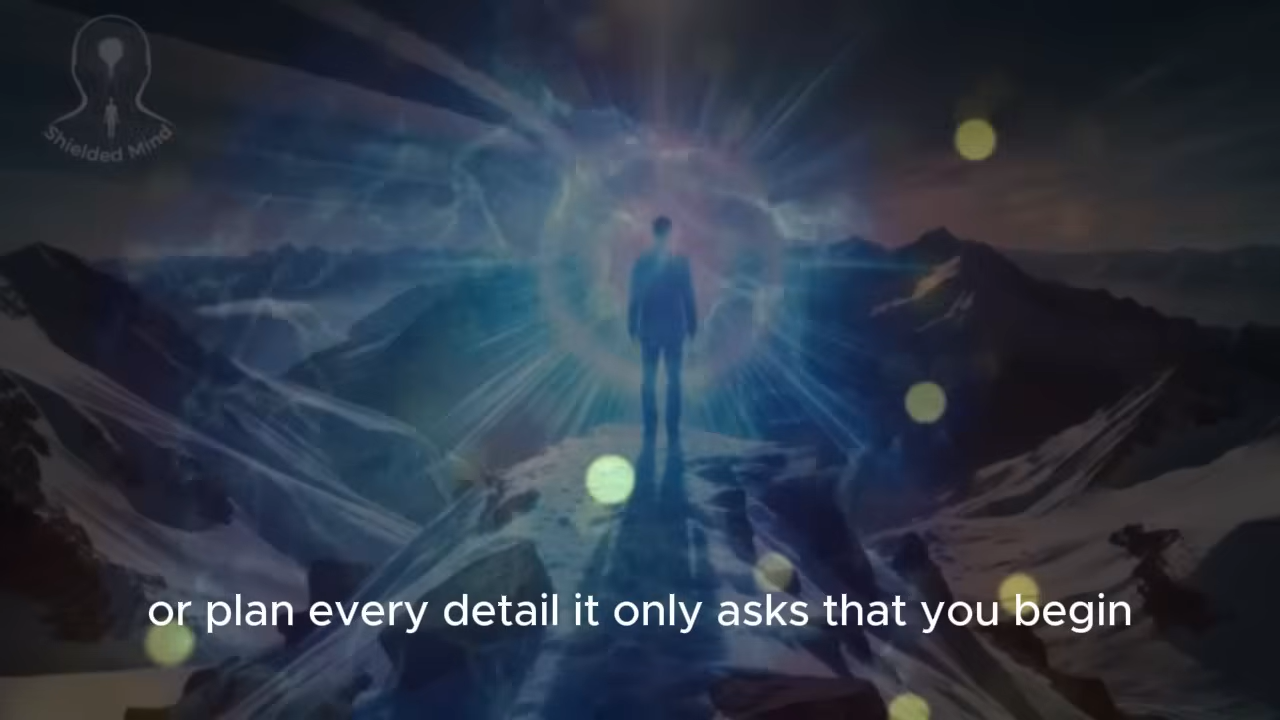 Shielded Mind
or plan every detail it only asks that you begin